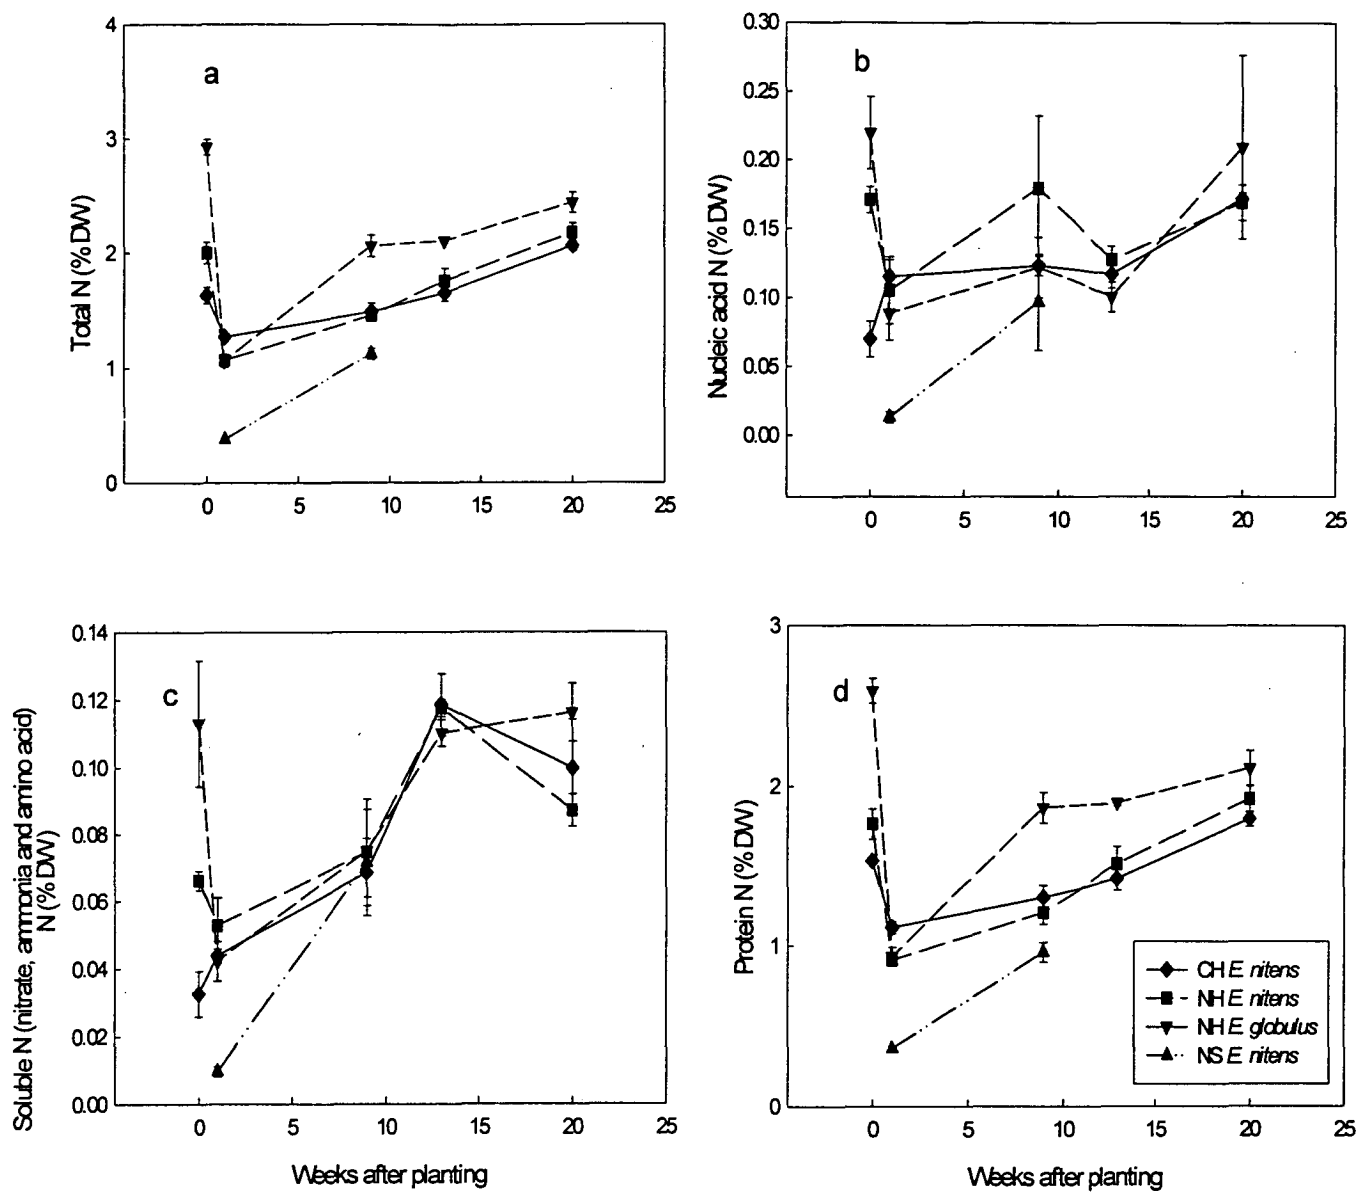 a
Total N (% DW)
4
3
2
1
0
0 5 10 15 20 25
b
Nucleic acid N (% DW)
0.30
0.25
0.20
0.15
0.10
0.05
0.00
0 5 10 15 20 25
c
Soluble N (nitrate, ammonia and amino acid)
N (% DW)
0.14
0.12
0.10
0.08
0.06
0.04
0.02
0.00
0 5 10 15 20 25
Weeks after planting
d
Protein N (% DW)
3
2
1
0
CH E nitens
NH E nitens
NH E globulus
NS E nitens
0 5 10 15 20 25
Weeks after planting